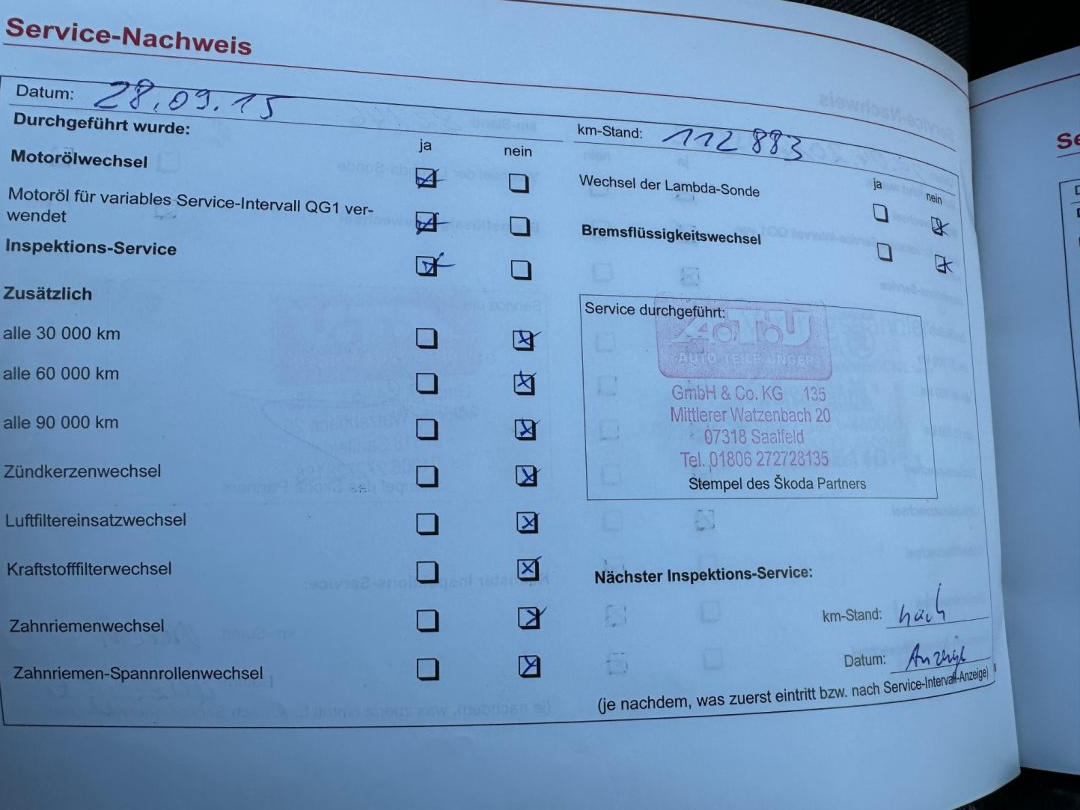 Service-Nachweis
Datum: 28.09.15
km-Stand: 112 883
Durchgeführt wurde:
ja nein
Motorölwechsel
Motoröl für variables Service-Intervall QG1 ver-
wendet
Inspektions-Service
Zusätzlich
alle 30 000 km
alle 60 000 km
alle 90 000 km
Zündkerzenwechsel
Luftfiltereinsatzwechsel
Kraftstofffilterwechsel
Zahnriemenwechsel
Zahnriemen-Spannrollenwechsel
ja nein
Wechsel der Lambda-Sonde
Bremsflüssigkeitswechsel
Service durchgeführt:
A.T.U
AUTO TEILE UNGER
GmbH & Co. KG 135
Mittlerer Watzenbach 20
07318 Saalfeld
Tel. 01806 272728135
Stempel des Škoda Partners
Nächster Inspektions-Service:
km-Stand: nach
Datum: Anzeige
(je nachdem, was zuerst eintritt bzw. nach Service-Intervall-Anzeige)